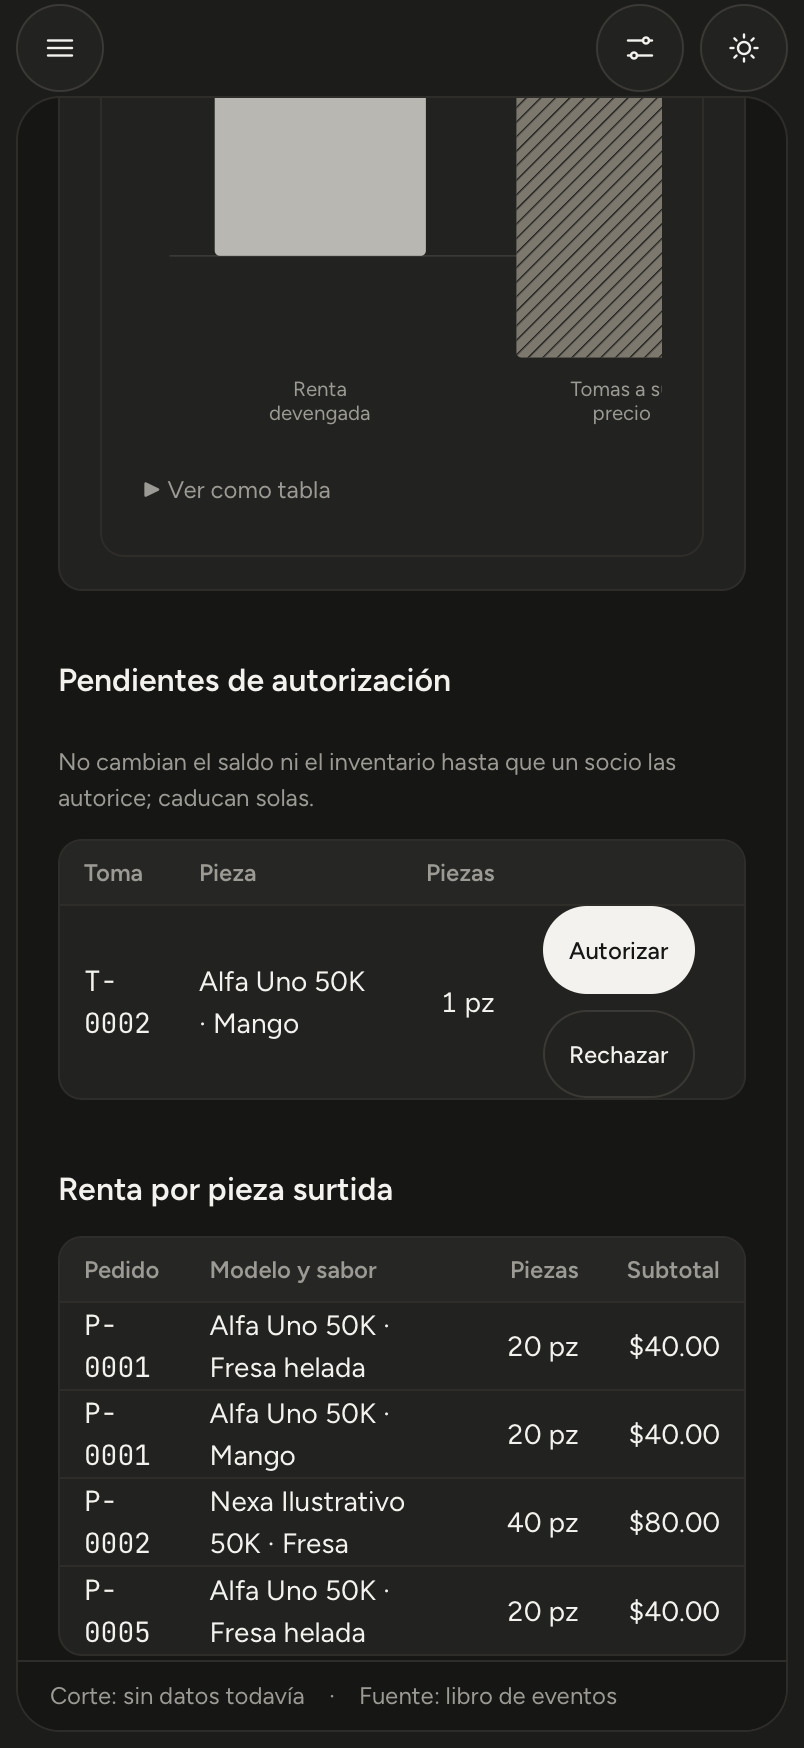 Renta
devengada
Tomas a su
precio
▶ Ver como tabla
Pendientes de autorización
No cambian el saldo ni el inventario hasta que un socio las
autorice; caducan solas.
Toma Pieza Piezas
T-
0002
Alfa Uno 50K
· Mango
1 pz
Autorizar
Rechazar
Renta por pieza surtida
Pedido Modelo y sabor Piezas Subtotal
P-
0001
Alfa Uno 50K ·
Fresa helada
20 pz
$40.00
P-
0001
Alfa Uno 50K ·
Mango
20 pz
$40.00
P-
0002
Nexa Ilustrativo
50K · Fresa
40 pz
$80.00
P-
0005
Alfa Uno 50K ·
Fresa helada
20 pz
$40.00
Corte: sin datos todavía · Fuente: libro de eventos